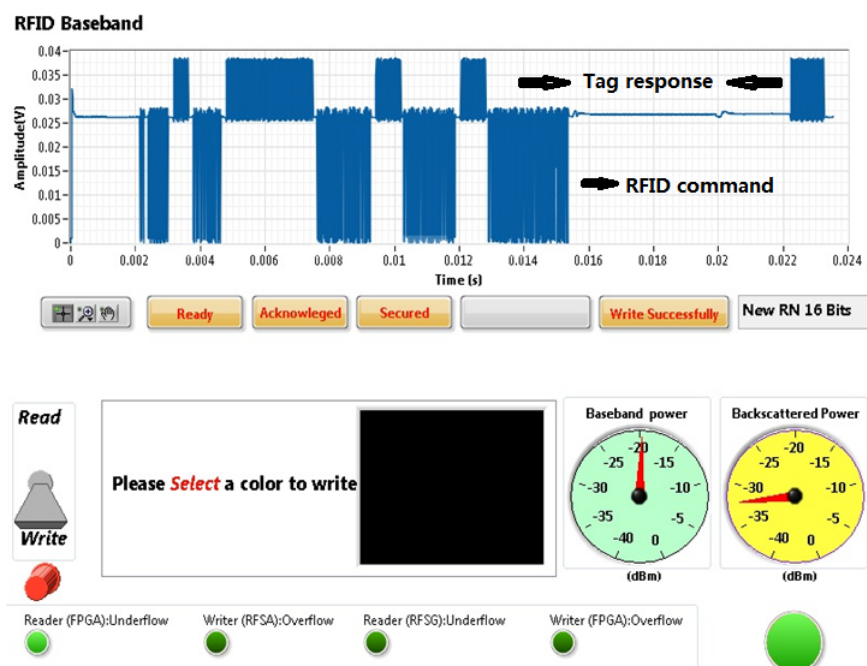 RFID Baseband
0.04
0.035
0.03
0.025
0.02
0.015
0.01
0.005
0
Amplitude(V)
Tag response
RFID command
0 0.002 0.004 0.006 0.008 0.01 0.012 0.014 0.016 0.018 0.02 0.022 0.024
Time (s)
Ready Acknowleged Secured Write Successfully New RN 16 Bits
Read
Write
Please Select a color to write
Baseband power
-40 -35 -30 -25 -20 -15 -10 -5 0
(dBm)
Backscattered Power
-40 -35 -30 -25 -20 -15 -10 -5 0
(dBm)
Reader (FPGA):Underflow Writer (RFSA):Overflow Reader (RFSG):Underflow Writer (FPGA):Overflow